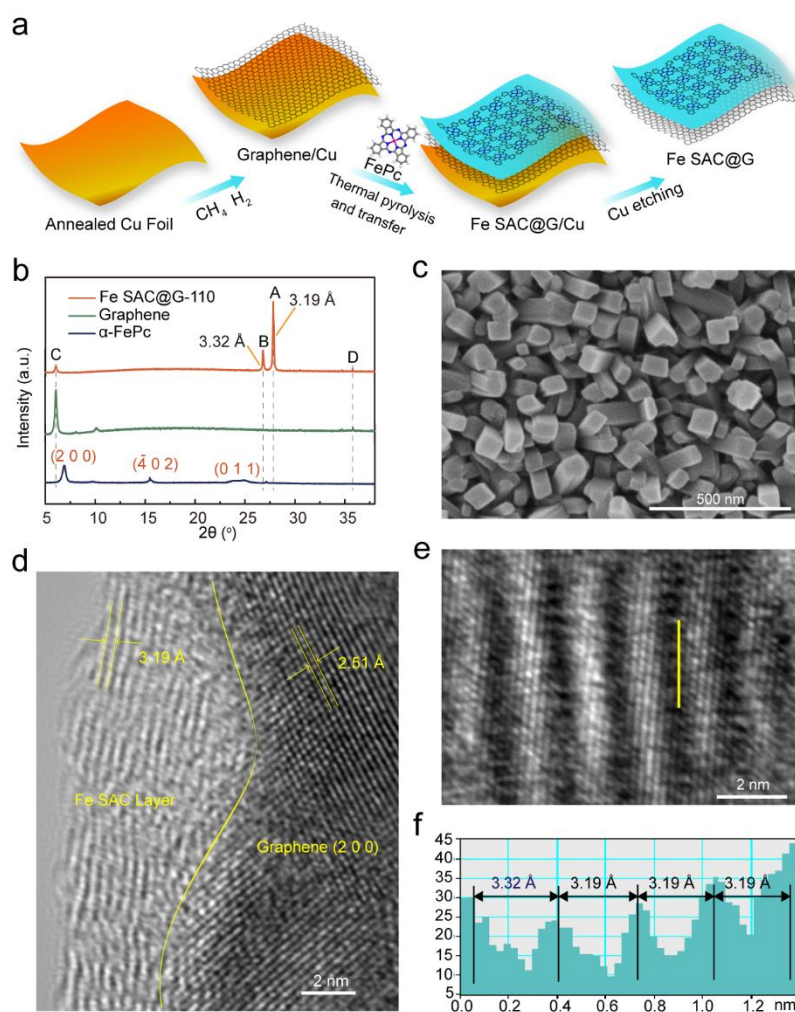 a
Graphene/Cu
FePc
Fe SAC@G
Annealed Cu Foil
CH₄ H₂
Thermal pyrolysis
and transfer
Fe SAC@G/Cu
Cu etching
b
Fe SAC@G-110
Graphene
α-FePc
A
3.19 Å
3.32 Å
B
C
D
(2 0 0)
(4̄ 0 2)
(0 1 1)
Intensity (a.u.)
5 10 15 20 25 30 35
2θ (°)
c
500 nm
d
3.19 Å
2.51 Å
Fe SAC Layer
Graphene (2 0 0)
2 nm
e
2 nm
f
45
40
35
30
25
20
15
10
5
3.32 Å 3.19 Å 3.19 Å 3.19 Å
0.0 0.2 0.4 0.6 0.8 1.0 1.2 nm